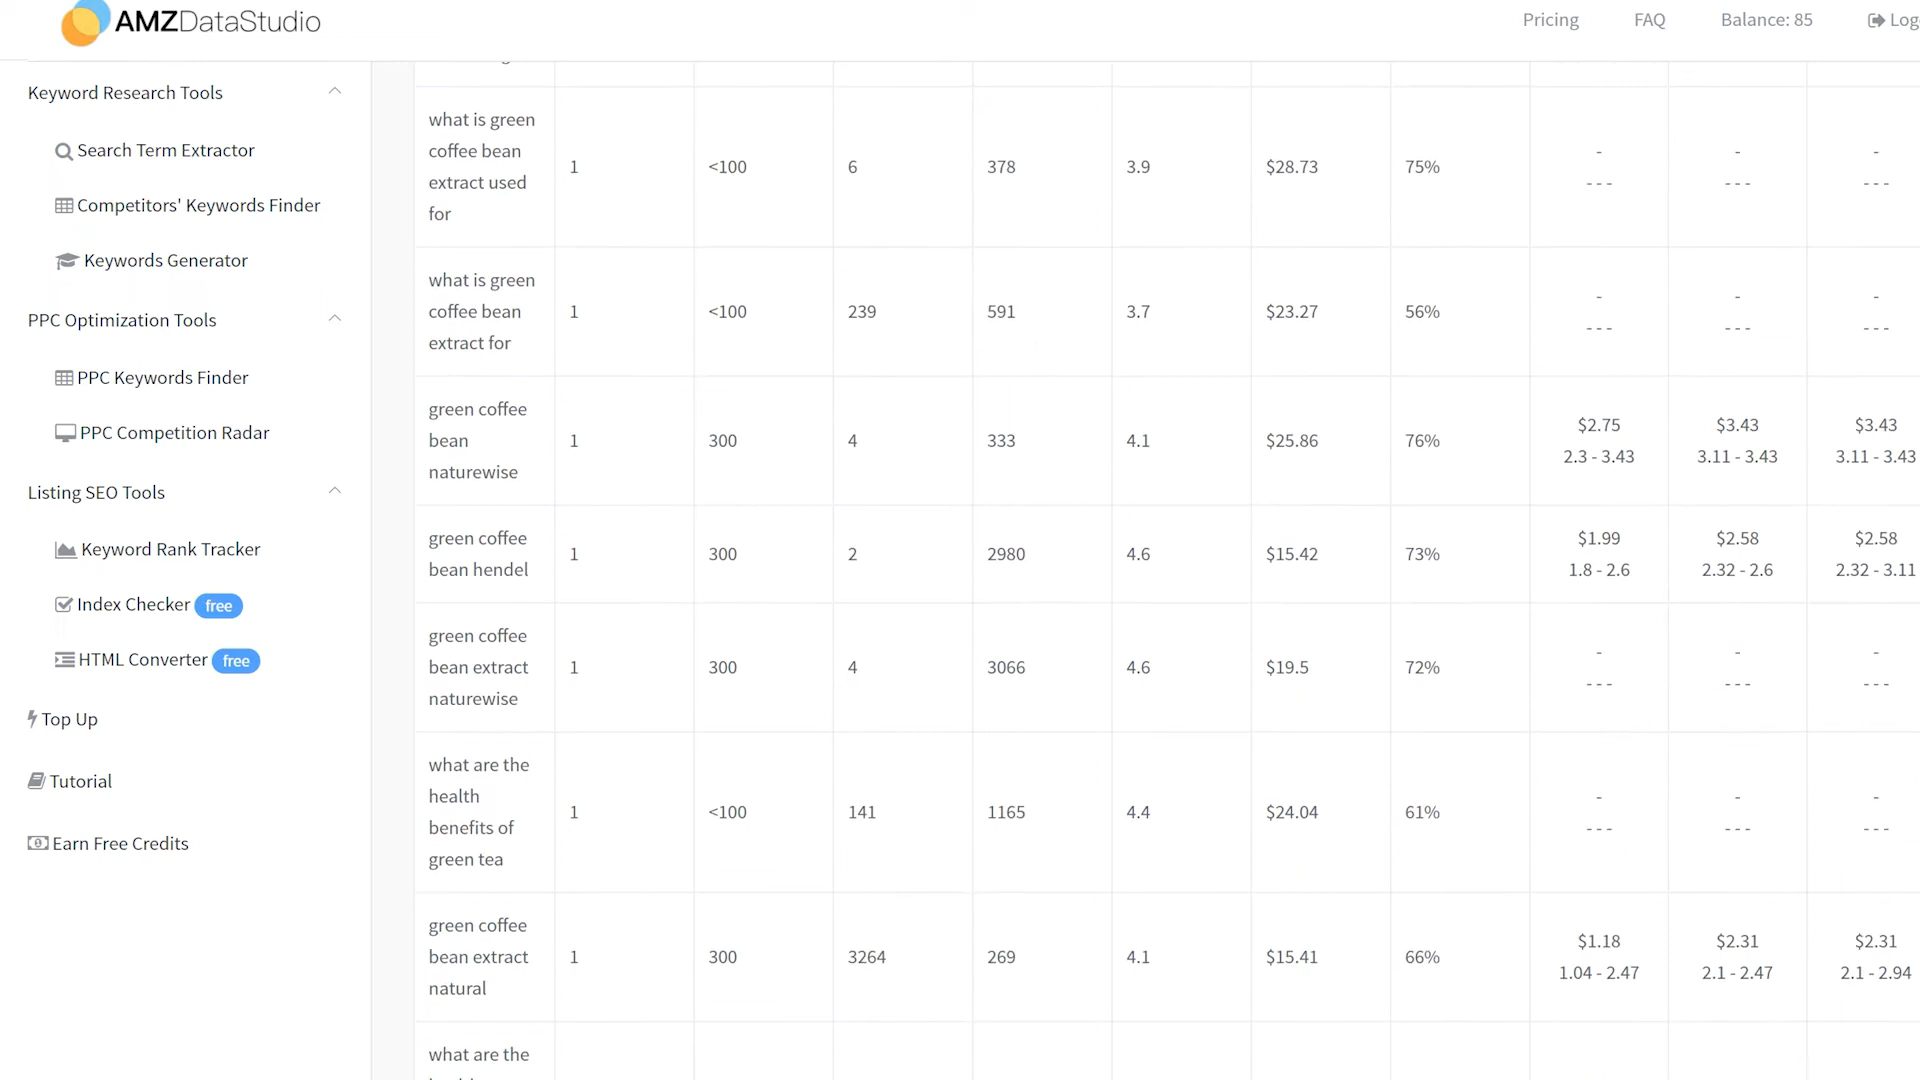 AMZDataStudio
Pricing
FAQ
Balance: 85
Log
Keyword Research Tools
Search Term Extractor
Competitors' Keywords Finder
Keywords Generator
PPC Optimization Tools
PPC Keywords Finder
PPC Competition Radar
Listing SEO Tools
Keyword Rank Tracker
Index Checker free
HTML Converter free
Top Up
Tutorial
Earn Free Credits
what is green
coffee bean
extract used
for
1
<100
6
378
3.9
$28.73
75%
-
- - -
-
- - -
-
- - -
what is green
coffee bean
extract for
1
<100
239
591
3.7
$23.27
56%
-
- - -
-
- - -
-
- - -
green coffee
bean
naturewise
1
300
4
333
4.1
$25.86
76%
$2.75
2.3 - 3.43
$3.43
3.11 - 3.43
$3.43
3.11 - 3.43
green coffee
bean hendel
1
300
2
2980
4.6
$15.42
73%
$1.99
1.8 - 2.6
$2.58
2.32 - 2.6
$2.58
2.32 - 3.11
green coffee
bean extract
naturewise
1
300
4
3066
4.6
$19.5
72%
-
- - -
-
- - -
-
- - -
what are the
health
benefits of
green tea
1
<100
141
1165
4.4
$24.04
61%
-
- - -
-
- - -
-
- - -
green coffee
bean extract
natural
1
300
3264
269
4.1
$15.41
66%
$1.18
1.04 - 2.47
$2.31
2.1 - 2.47
$2.31
2.1 - 2.94
what are the